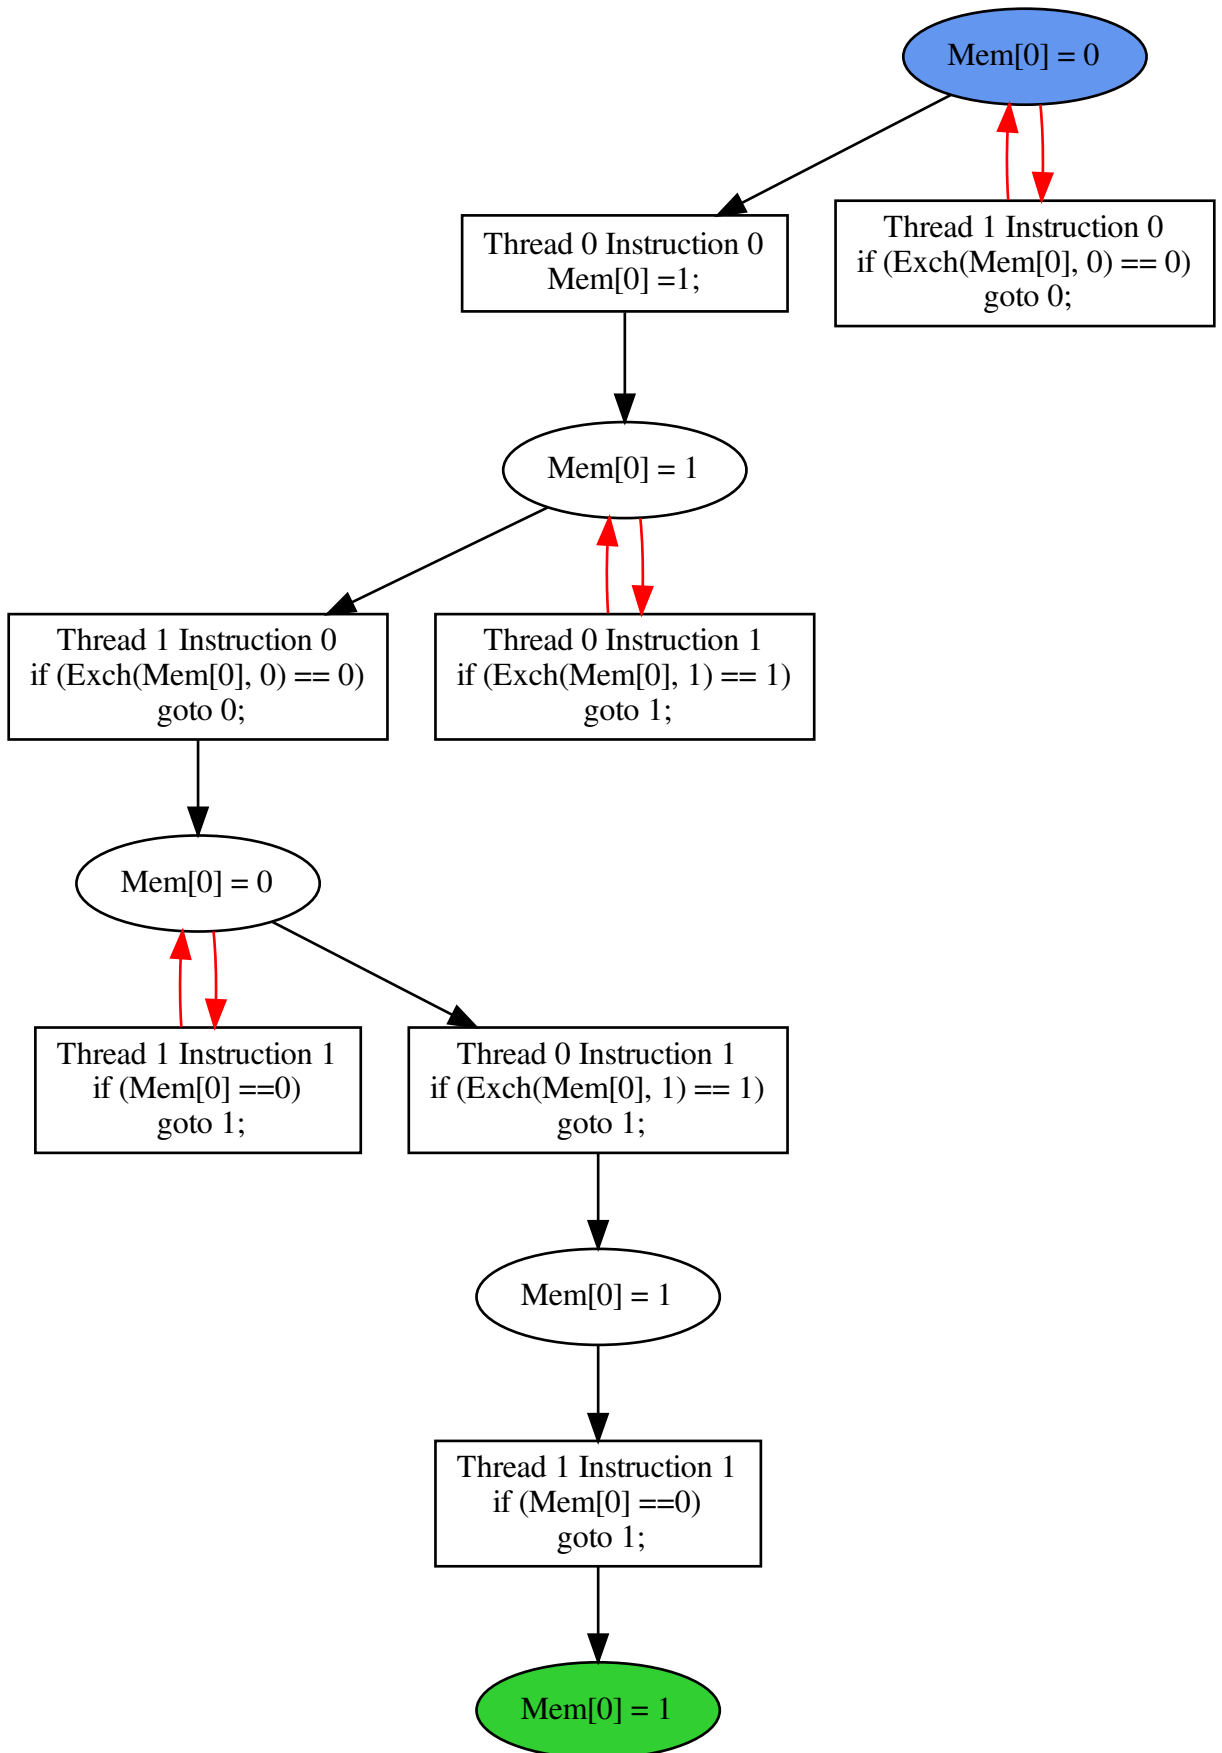 Mem[0] = 0
Thread 0 Instruction 0
Mem[0] =1;
Thread 1 Instruction 0
if (Exch(Mem[0], 0) == 0)
goto 0;
Mem[0] = 1
Thread 1 Instruction 0
if (Exch(Mem[0], 0) == 0)
goto 0;
Thread 0 Instruction 1
if (Exch(Mem[0], 1) == 1)
goto 1;
Mem[0] = 0
Thread 1 Instruction 1
if (Mem[0] ==0)
goto 1;
Thread 0 Instruction 1
if (Exch(Mem[0], 1) == 1)
goto 1;
Mem[0] = 1
Thread 1 Instruction 1
if (Mem[0] ==0)
goto 1;
Mem[0] = 1